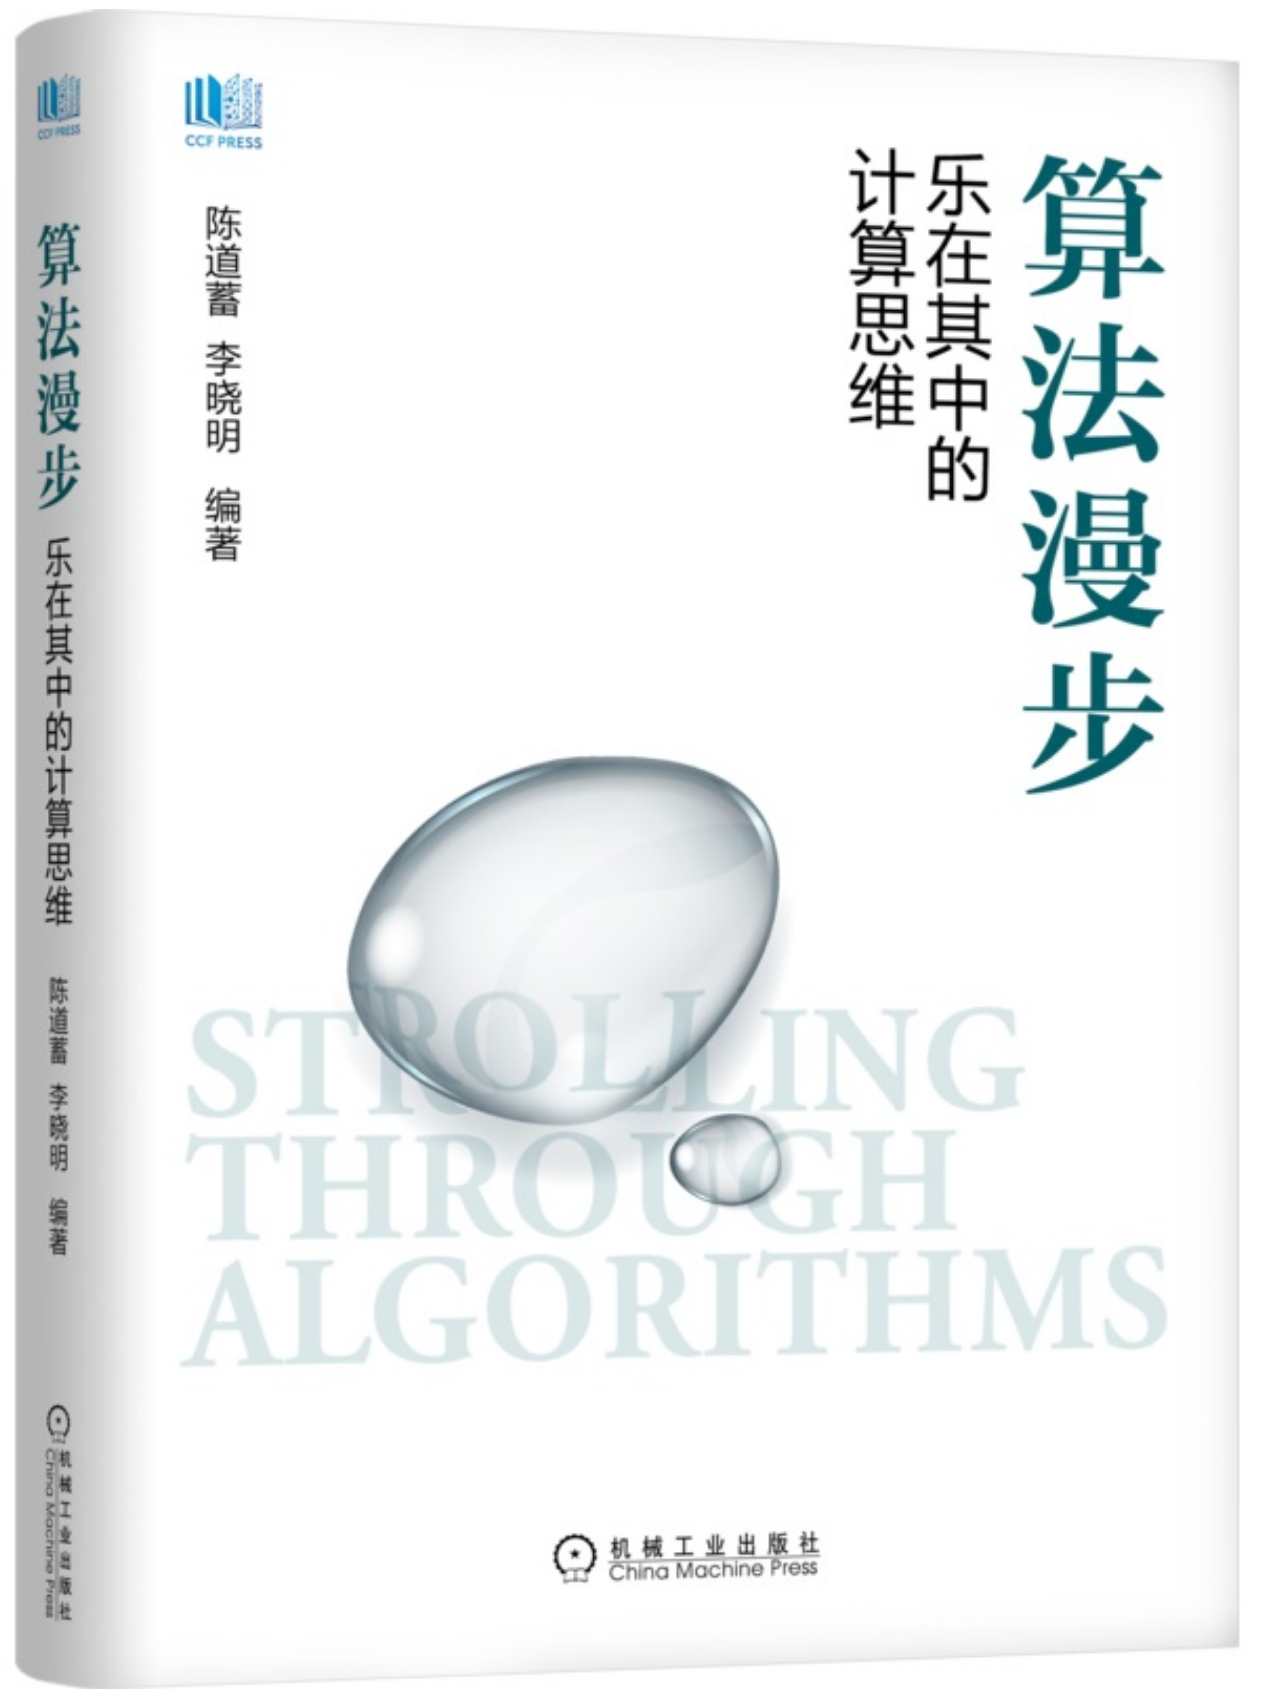 CCF PRESS
算法漫步
乐在其中的计算思维
陈道蓄 李晓明 编著
机械工业出版社
China Machine Press
CCF PRESS
算法漫步
乐在其中的
计算思维
陈道蓄 李晓明 编著
STROLLING
THROUGH
ALGORITHMS
机械工业出版社
China Machine Press